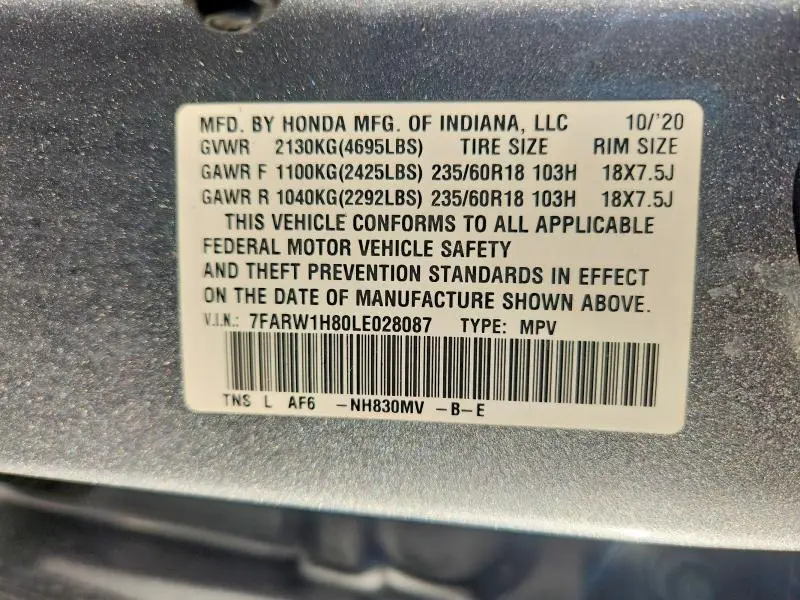 MFD. BY HONDA MFG. OF INDIANA, LLC 10/'20
GVWR 2130KG(4695LBS) TIRE SIZE RIM SIZE
GAWR F 1100KG(2425LBS) 235/60R18 103H 18X7.5J
GAWR R 1040KG(2292LBS) 235/60R18 103H 18X7.5J
THIS VEHICLE CONFORMS TO ALL APPLICABLE
FEDERAL MOTOR VEHICLE SAFETY
AND THEFT PREVENTION STANDARDS IN EFFECT
ON THE DATE OF MANUFACTURE SHOWN ABOVE.
V.I.N.: 7FARW1H80LE028087 TYPE: MPV
TNS L AF6 -NH830MV -B-E